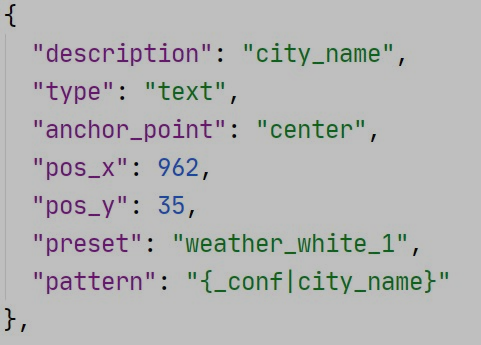 {
"description": "city_name",
"type": "text",
"anchor_point": "center",
"pos_x": 962,
"pos_y": 35,
"preset": "weather_white_1",
"pattern": "{_conf|city_name}"
},